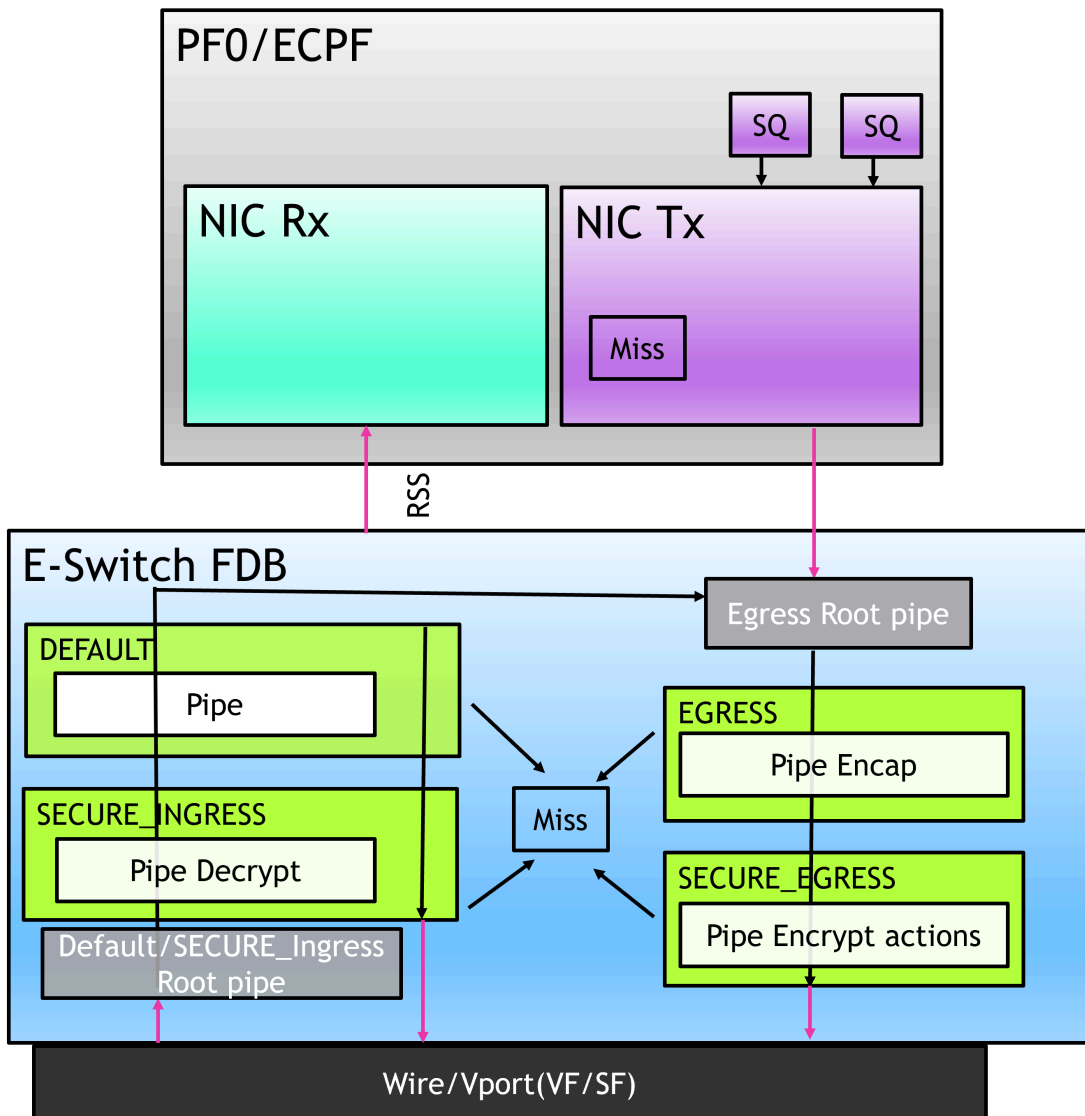 PF0/ECPF
SQ
SQ
NIC Rx
NIC Tx
Miss
RSS
E-Switch FDB
Egress Root pipe
DEFAULT
Pipe
EGRESS
Pipe Encap
Miss
SECURE_INGRESS
Pipe Decrypt
SECURE_EGRESS
Pipe Encrypt actions
Default/SECURE_Ingress
Root pipe
Wire/Vport(VF/SF)